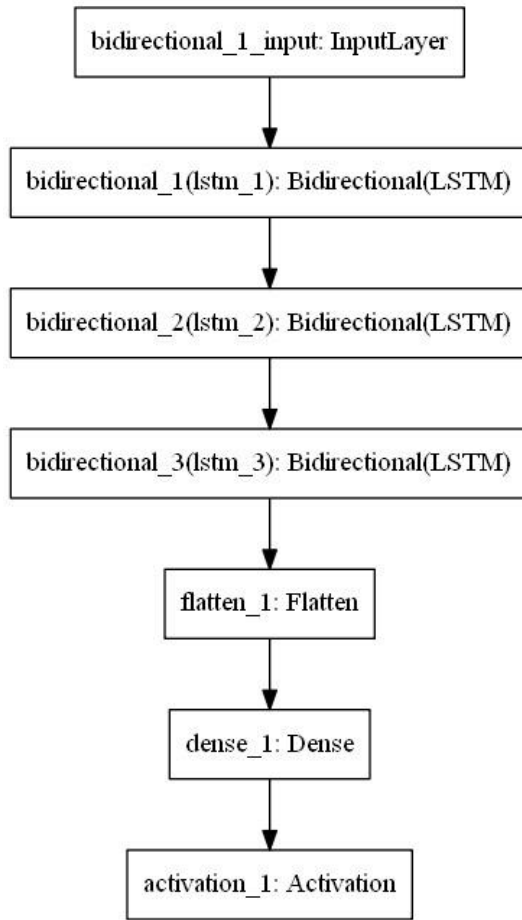 bidirectional_1_input: InputLayer
bidirectional_1(lstm_1): Bidirectional(LSTM)
bidirectional_2(lstm_2): Bidirectional(LSTM)
bidirectional_3(lstm_3): Bidirectional(LSTM)
flatten_1: Flatten
dense_1: Dense
activation_1: Activation